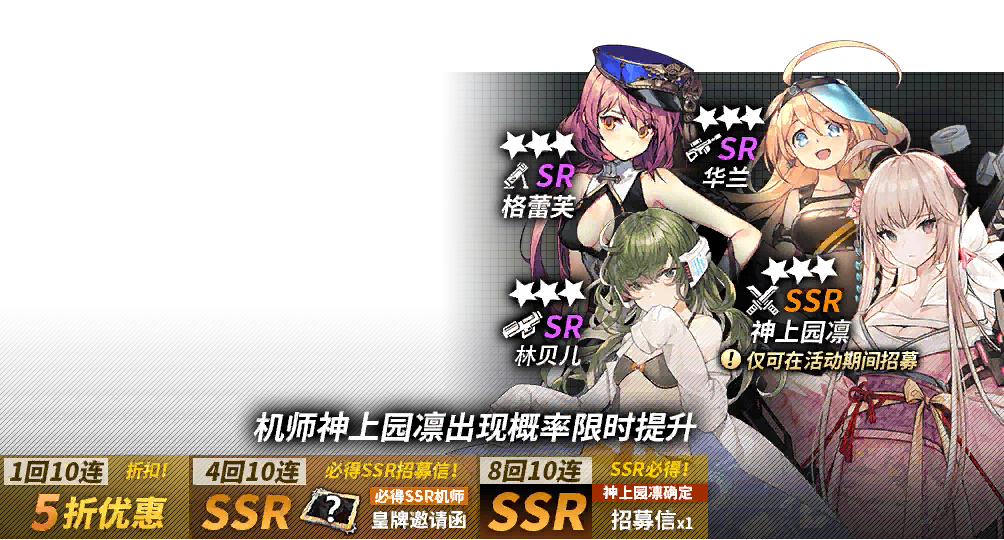 SR
格蕾芙
SR
华兰
SR
林贝儿
SSR
神上园凛
!仅可在活动期间招募
机师神上园凛出现概率限时提升
1回10连 折扣!
5折优惠
4回10连 必得SSR招募信!
SSR ? 必得SSR机师
皇牌邀请函
8回10连 SSR必得!
SSR 神上园凛确定
招募信x1